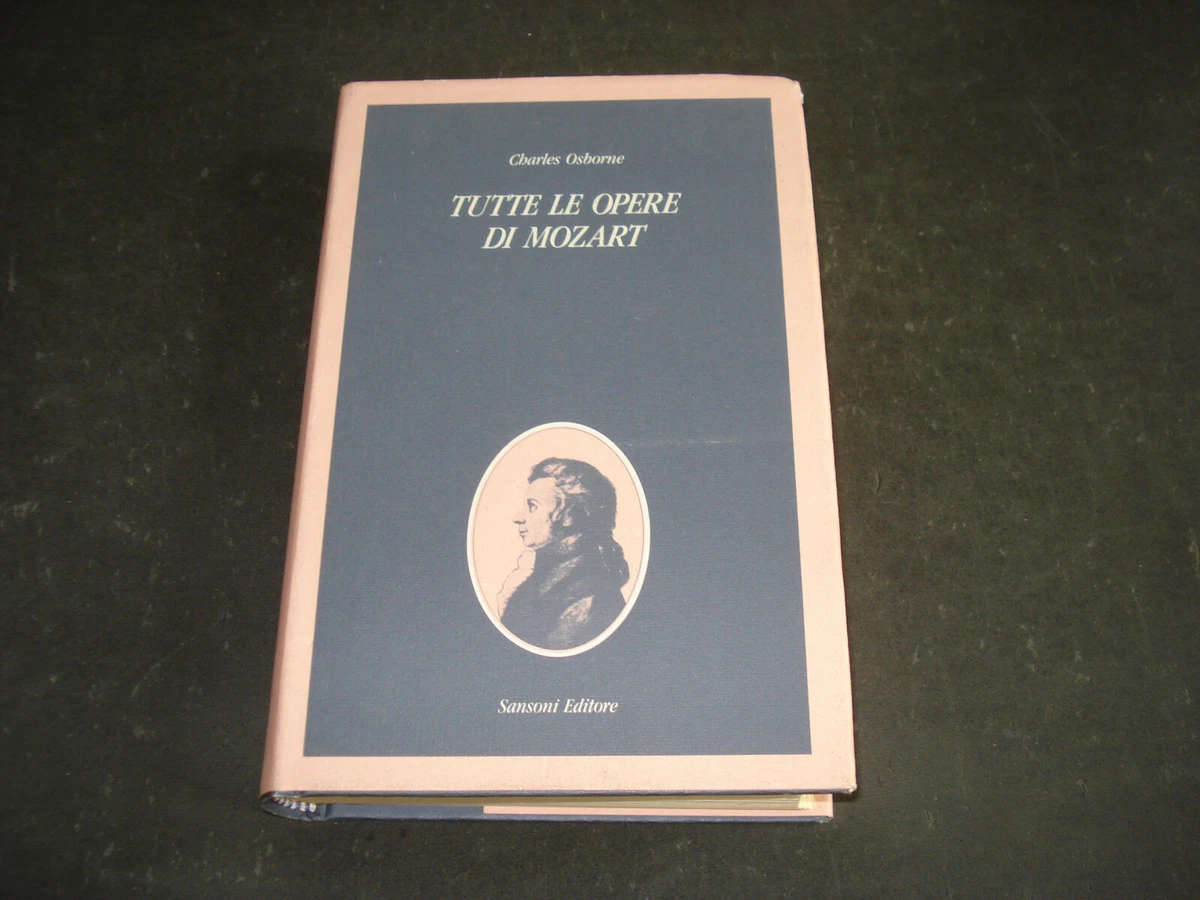 Charles Osborne
TUTTE LE OPERE
DI MOZART
Sansoni Editore